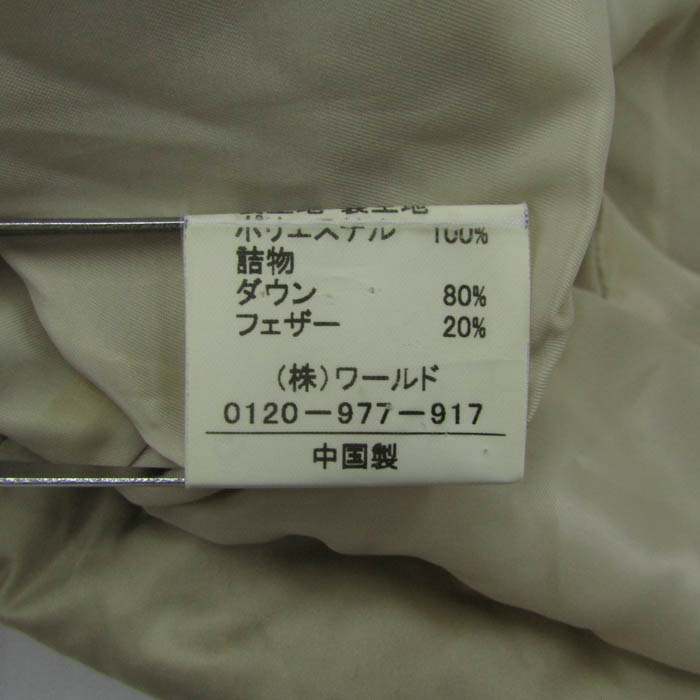 ポリエステル 100%
詰物
ダウン 80%
フェザー 20%
(株)ワールド
0120-977-917
中国製